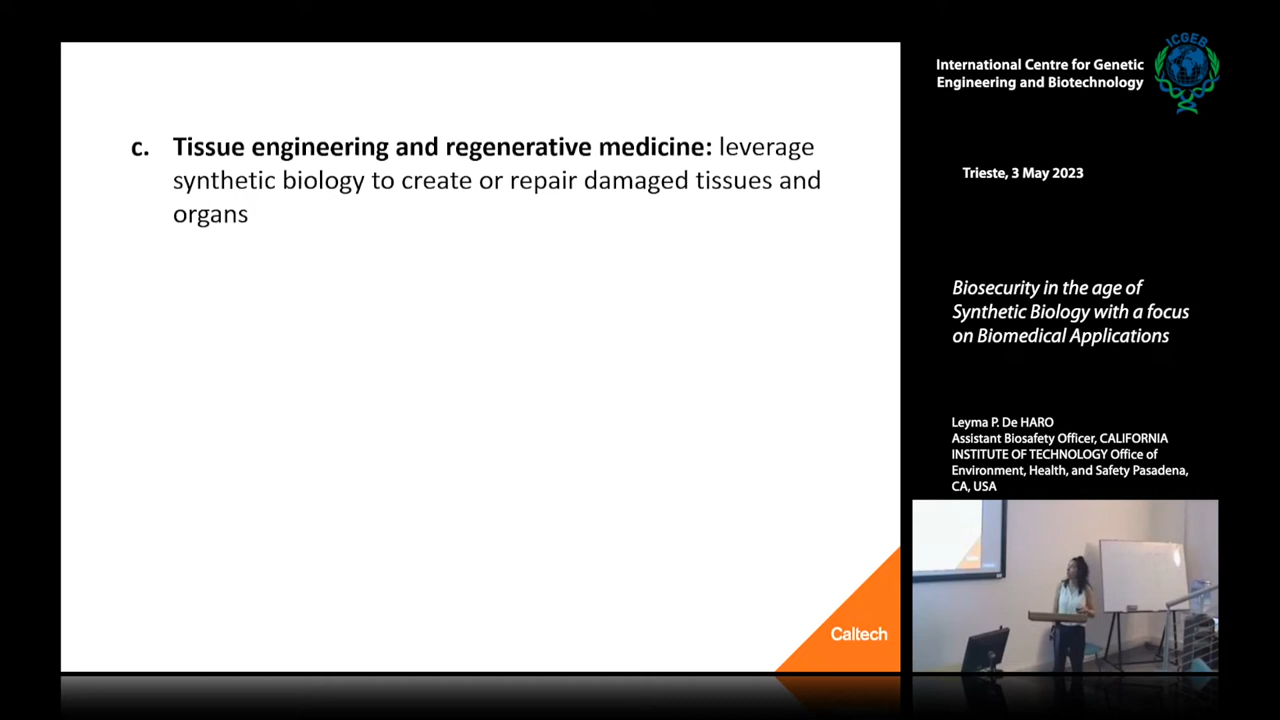 c. Tissue engineering and regenerative medicine: leverage
synthetic biology to create or repair damaged tissues and
organs
Caltech
International Centre for Genetic
Engineering and Biotechnology
ICGEB
Trieste, 3 May 2023
Biosecurity in the age of
Synthetic Biology with a focus
on Biomedical Applications
Leyma P. De HARO
Assistant Biosafety Officer, CALIFORNIA
INSTITUTE OF TECHNOLOGY Office of
Environment, Health, and Safety Pasadena,
CA, USA